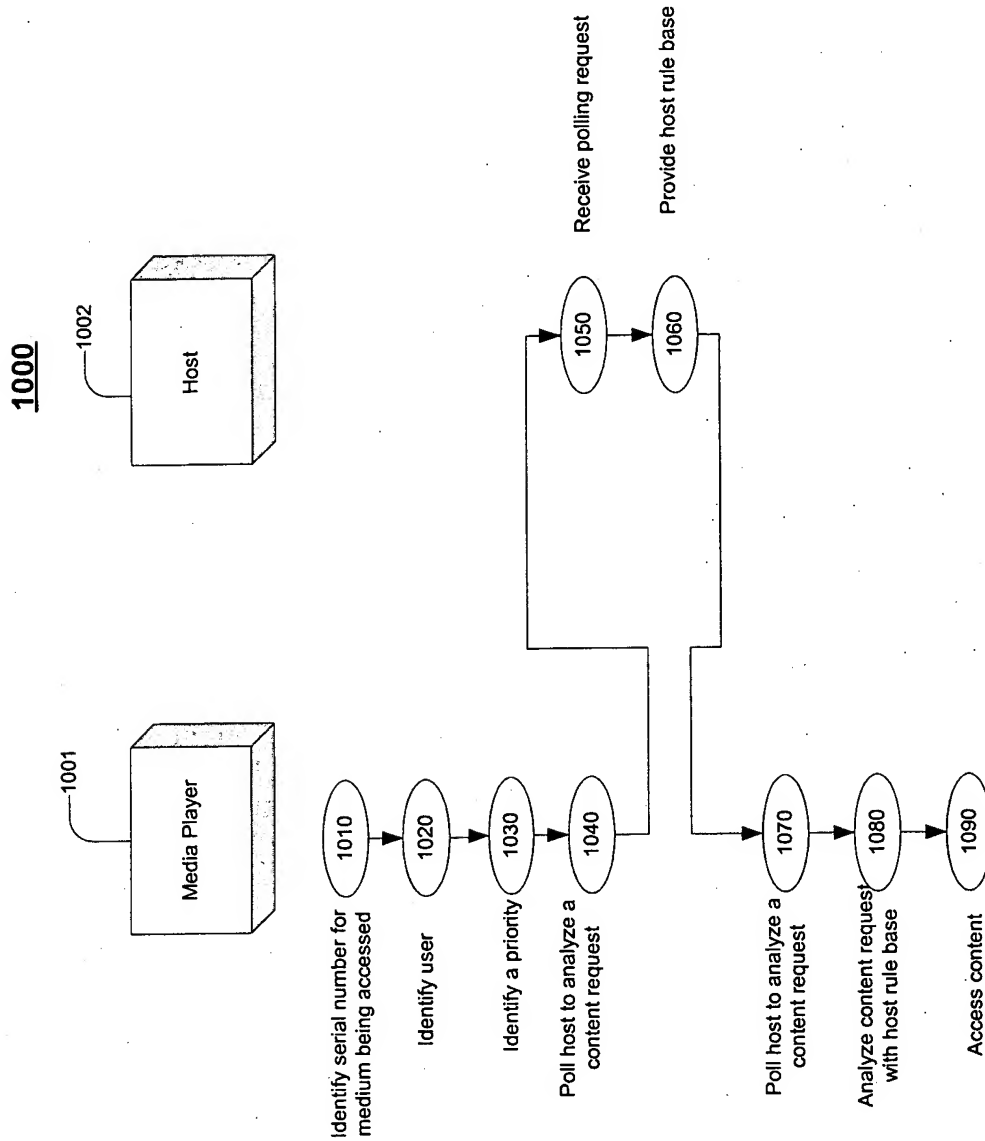 1000
1001
Media Player
1002
Host
Identify serial number for
medium being accessed
1010
Identify user
1020
Identify a priority
1030
Poll host to analyze a
content request
1040
1050
Receive polling request
1060
Provide host rule base
Poll host to analyze a
content request
1070
Analyze content request
with host rule base
1080
Access content
1090